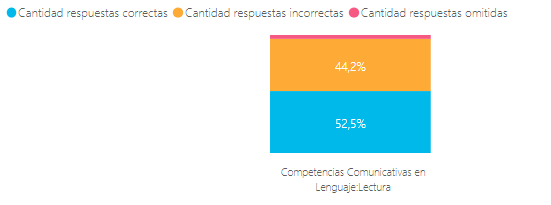 Cantidad respuestas correctas Cantidad respuestas incorrectas Cantidad respuestas omitidas
44,2%
52,5%
Competencias Comunicativas en
Lenguaje:Lectura